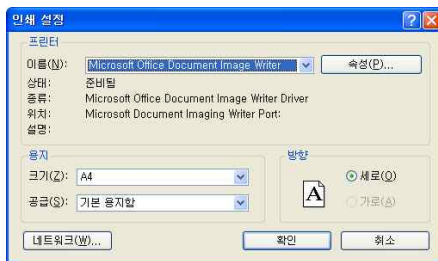 인쇄 설정
프린터
이름(N): Microsoft Office Document Image Writer 속성(P)...
상태: 준비됨
종류: Microsoft Office Document Image Writer Driver
위치: Microsoft Document Imaging Writer Port:
설명:
용지
크기(Z): A4
공급(S): 기본 용지함
방향
A
세로(O)
가로(A)
네트워크(W)... 확인 취소